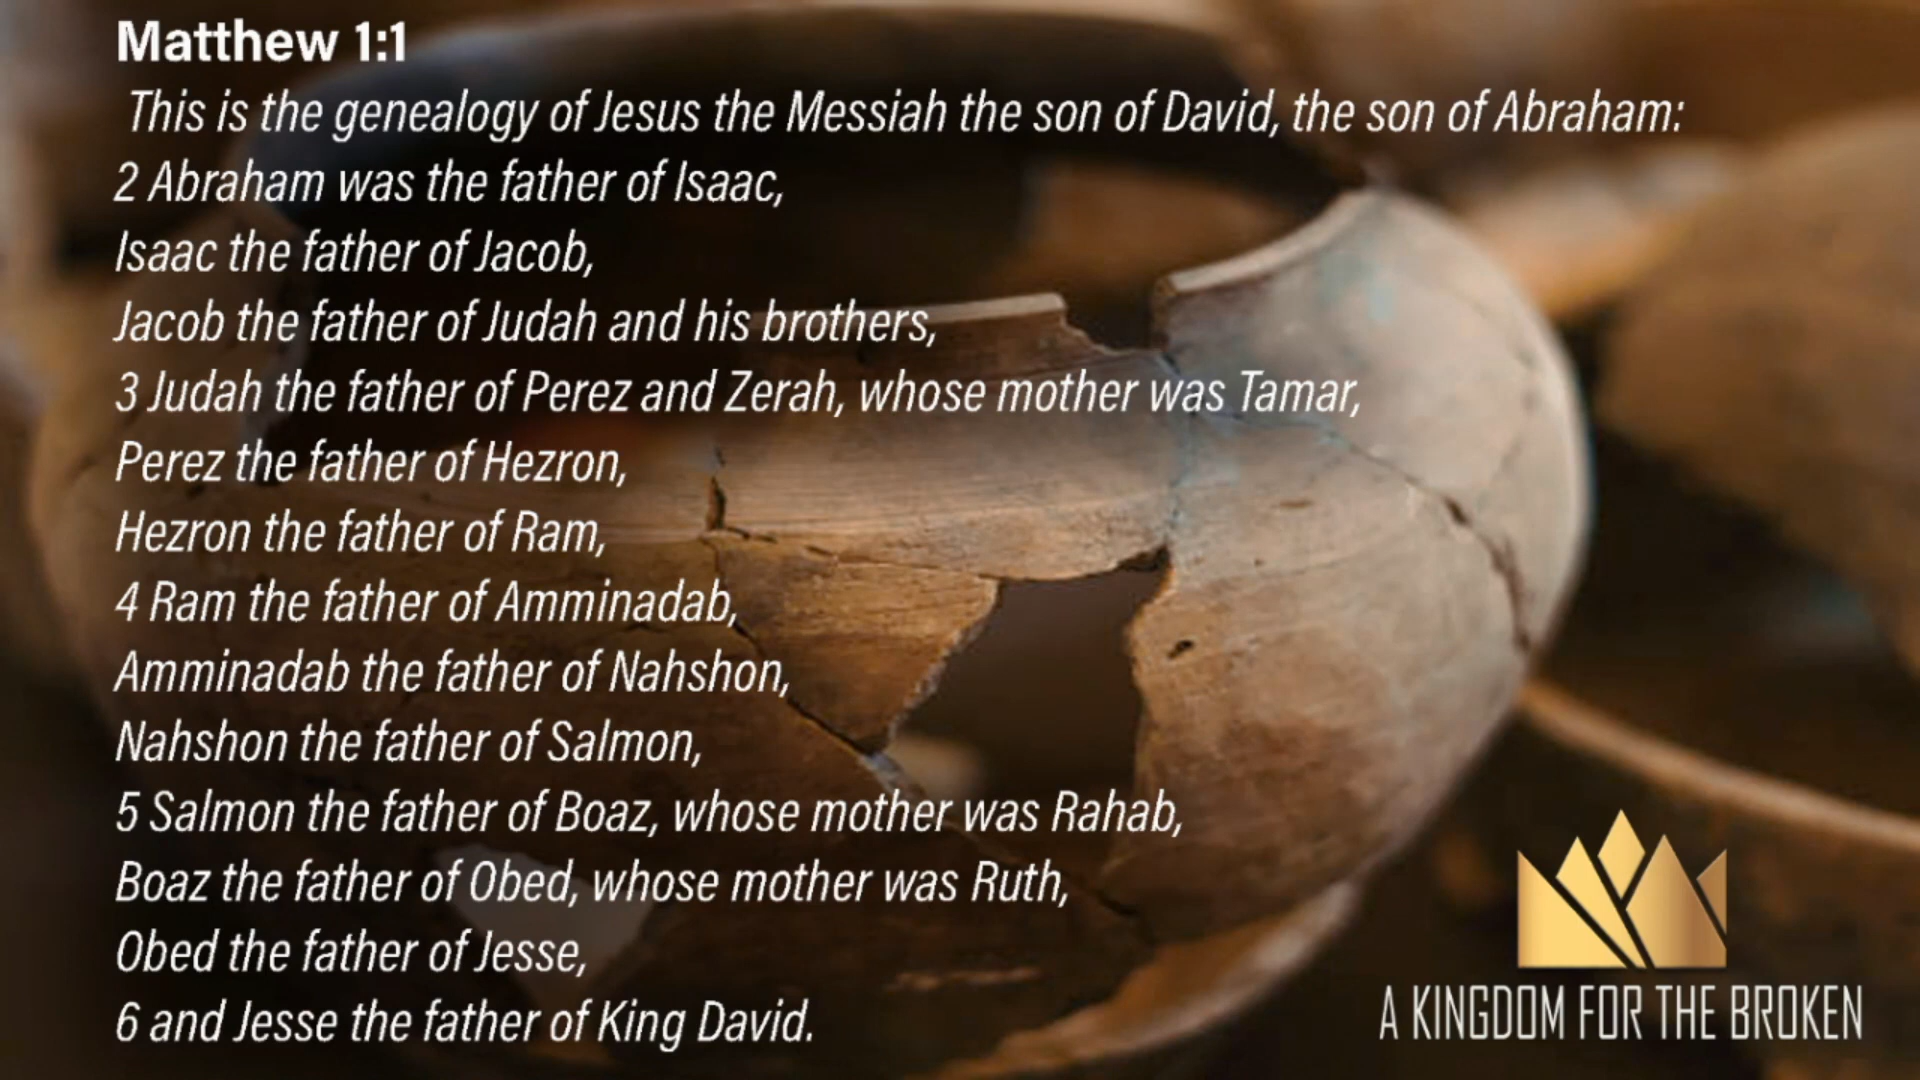 Matthew 1:1
This is the genealogy of Jesus the Messiah the son of David, the son of Abraham:
2 Abraham was the father of Isaac,
Isaac the father of Jacob,
Jacob the father of Judah and his brothers,
3 Judah the father of Perez and Zerah, whose mother was Tamar,
Perez the father of Hezron,
Hezron the father of Ram,
4 Ram the father of Amminadab,
Amminadab the father of Nahshon,
Nahshon the father of Salmon,
5 Salmon the father of Boaz, whose mother was Rahab,
Boaz the father of Obed, whose mother was Ruth,
Obed the father of Jesse,
6 and Jesse the father of King David.
A KINGDOM FOR THE BROKEN